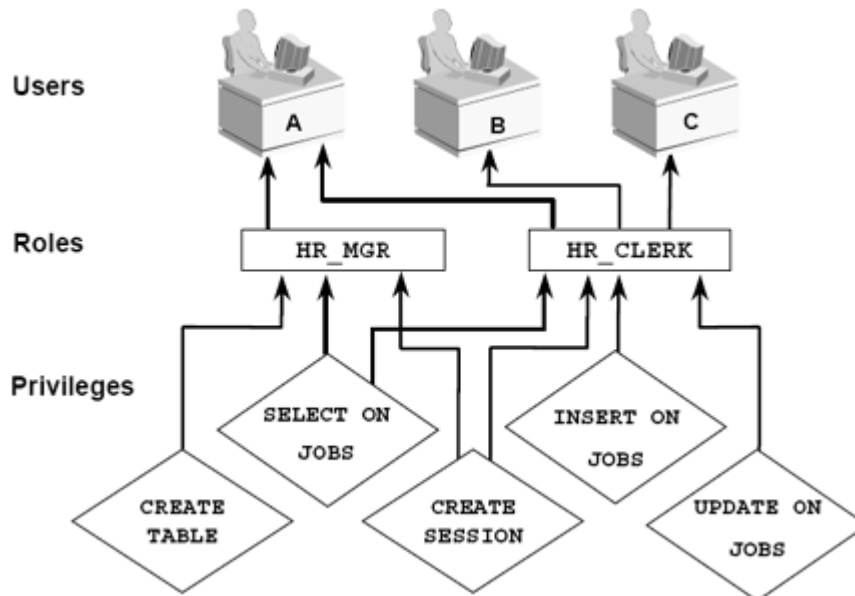 Users
A
B
C
Roles
HR_MGR
HR_CLERK
Privileges
SELECT ON
JOBS
INSERT ON
JOBS
CREATE
TABLE
CREATE
SESSION
UPDATE ON
JOBS